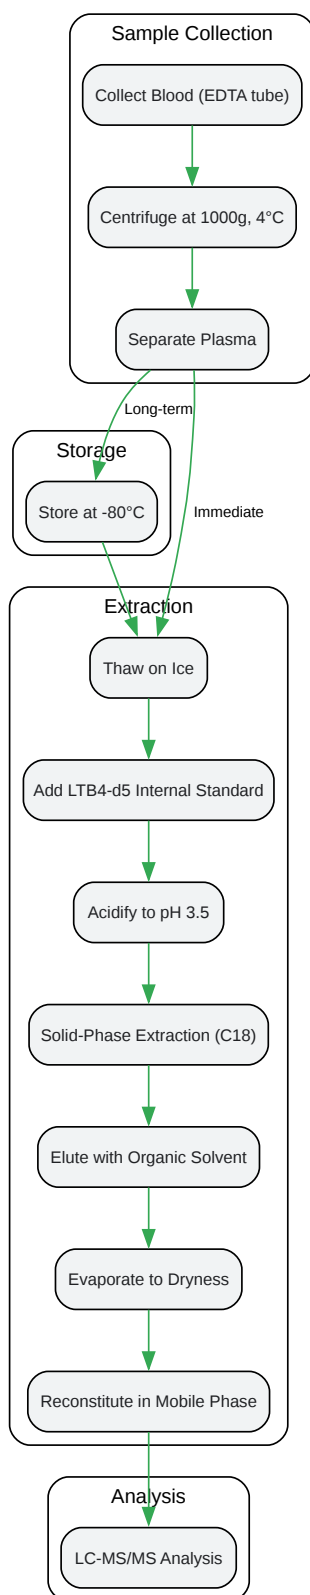 Sample Collection
Collect Blood (EDTA tube)
Centrifuge at 1000g, 4°C
Separate Plasma
Long-term
Storage
Store at -80°C
Immediate
Extraction
Thaw on Ice
Add LTB4-d5 Internal Standard
Acidify to pH 3.5
Solid-Phase Extraction (C18)
Elute with Organic Solvent
Evaporate to Dryness
Reconstitute in Mobile Phase
Analysis
LC-MS/MS Analysis